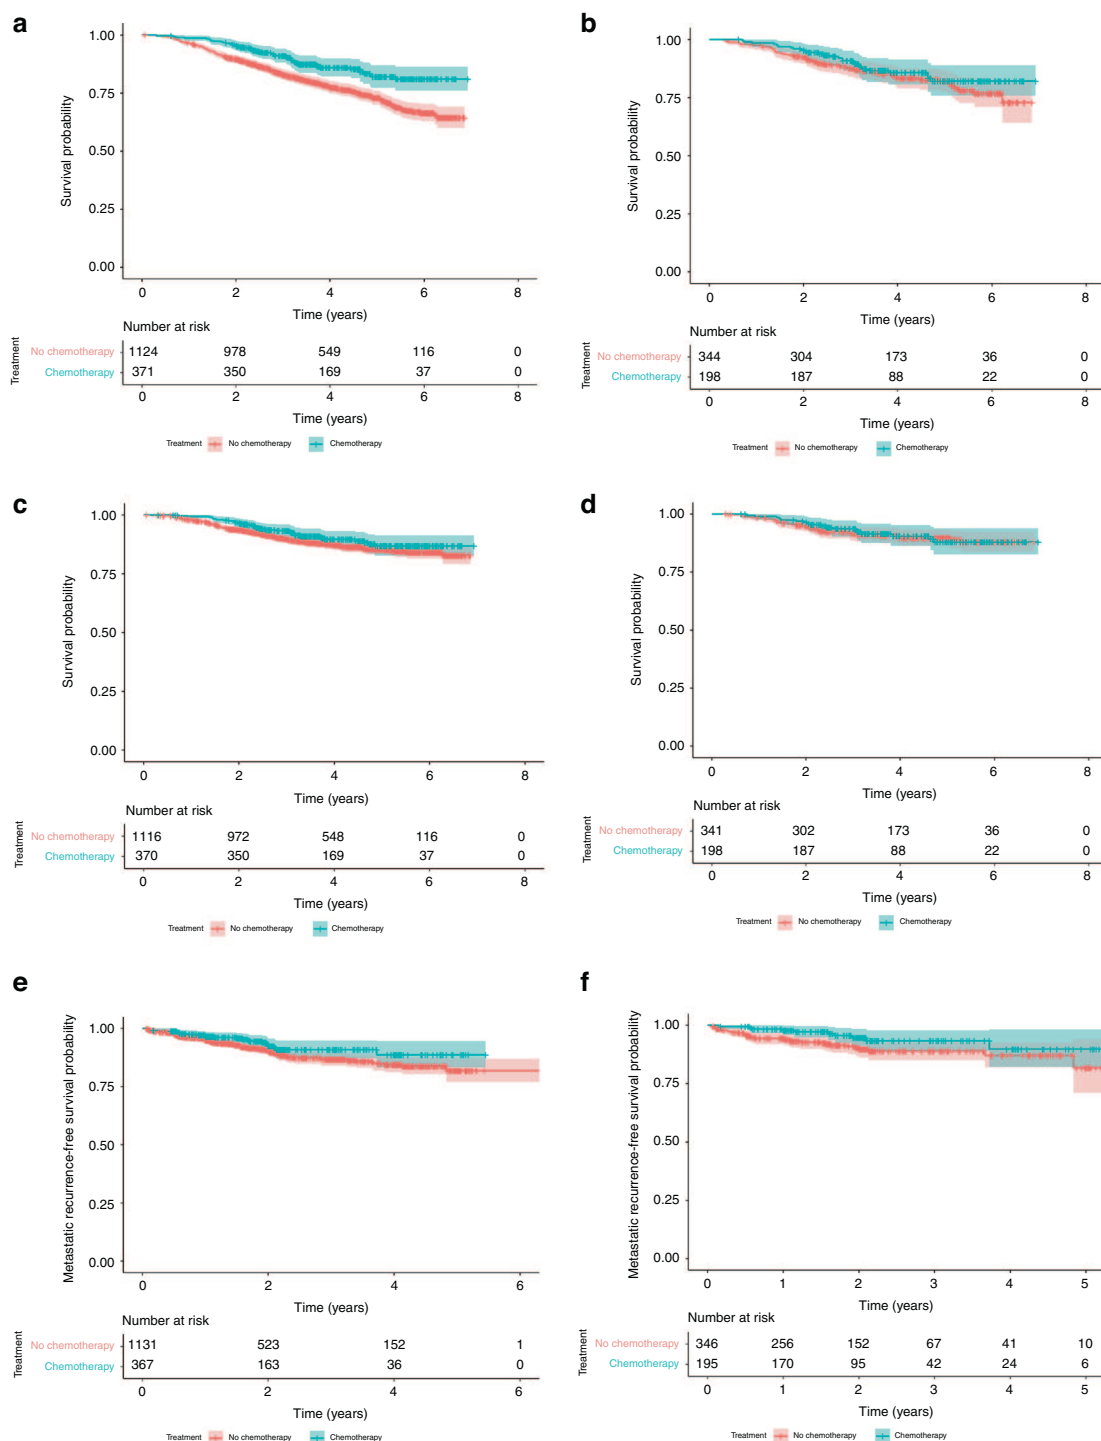 a
1.00
0.75
0.50
0.25
0.00
Survival probability
0 2 4 6 8
Time (years)
Number at risk
Treatment
No chemotherapy 1124 978 549 116 0
Chemotherapy 371 350 169 37 0
0 2 4 6 8
Time (years)
Treatment No chemotherapy Chemotherapy
b
1.00
0.75
0.50
0.25
0.00
Survival probability
0 2 4 6 8
Time (years)
Number at risk
Treatment
No chemotherapy 344 304 173 36 0
Chemotherapy 198 187 88 22 0
0 2 4 6 8
Time (years)
Treatment No chemotherapy Chemotherapy
c
1.00
0.75
0.50
0.25
0.00
Survival probability
0 2 4 6 8
Time (years)
Number at risk
Treatment
No chemotherapy 1116 972 548 116 0
Chemotherapy 370 350 169 37 0
0 2 4 6 8
Time (years)
Treatment No chemotherapy Chemotherapy
d
1.00
0.75
0.50
0.25
0.00
Survival probability
0 2 4 6 8
Time (years)
Number at risk
Treatment
No chemotherapy 341 302 173 36 0
Chemotherapy 198 187 88 22 0
0 2 4 6 8
Time (years)
Treatment No chemotherapy Chemotherapy
e
1.00
0.75
0.50
0.25
0.00
Metastatic recurrence-free survival probability
0 2 4 6
Time (years)
Number at risk
Treatment
No chemotherapy 1131 523 152 1
Chemotherapy 367 163 36 0
0 2 4 6
Time (years)
Treatment No chemotherapy Chemotherapy
f
1.00
0.75
0.50
0.25
0.00
Metastatic recurrence-free survival probability
0 1 2 3 4 5
Time (years)
Number at risk
Treatment
No chemotherapy 346 256 152 67 41 10
Chemotherapy 195 170 95 42 24 6
0 1 2 3 4 5
Time (years)
Treatment No chemotherapy Chemotherapy